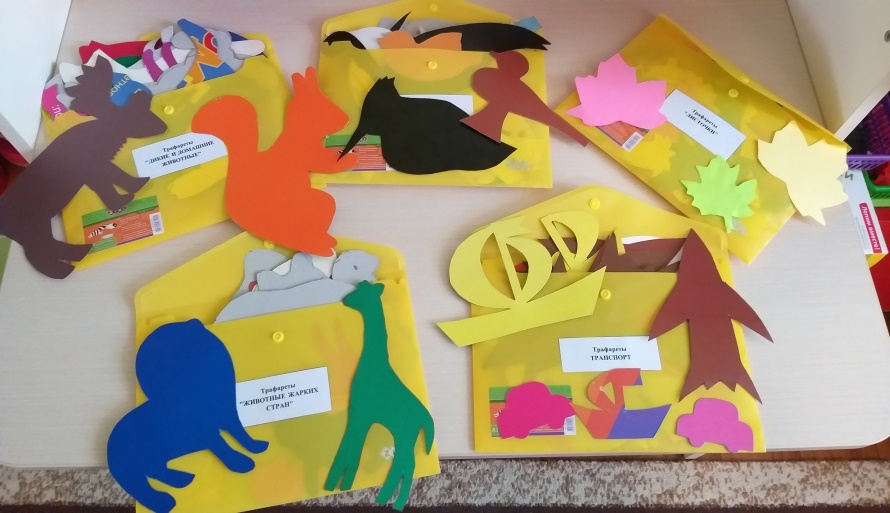 Трафареты
"ДИКИЕ И ДОМАШНИЕ
ЖИВОТНЫЕ"
Трафареты
"ЛИСТОЧКИ"
Трафареты
"ЖИВОТНЫЕ ЖАРКИХ
СТРАН"
Трафареты
ТРАНСПОРТ